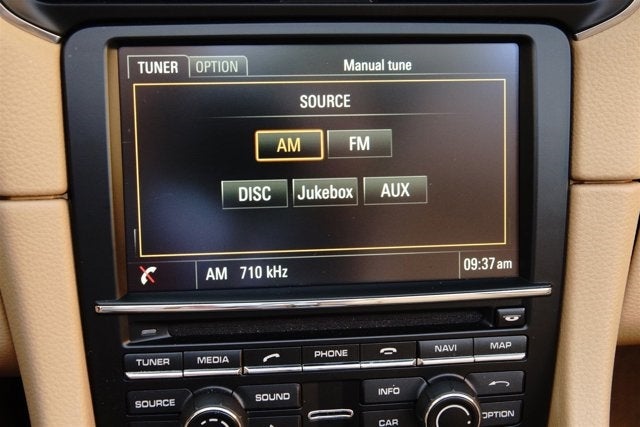 TUNER OPTION Manual tune
SOURCE
AM FM
DISC Jukebox AUX
AM 710 kHz 09:37 am
TUNER MEDIA PHONE NAVI MAP
SOURCE SOUND INFO
CAR OPTION